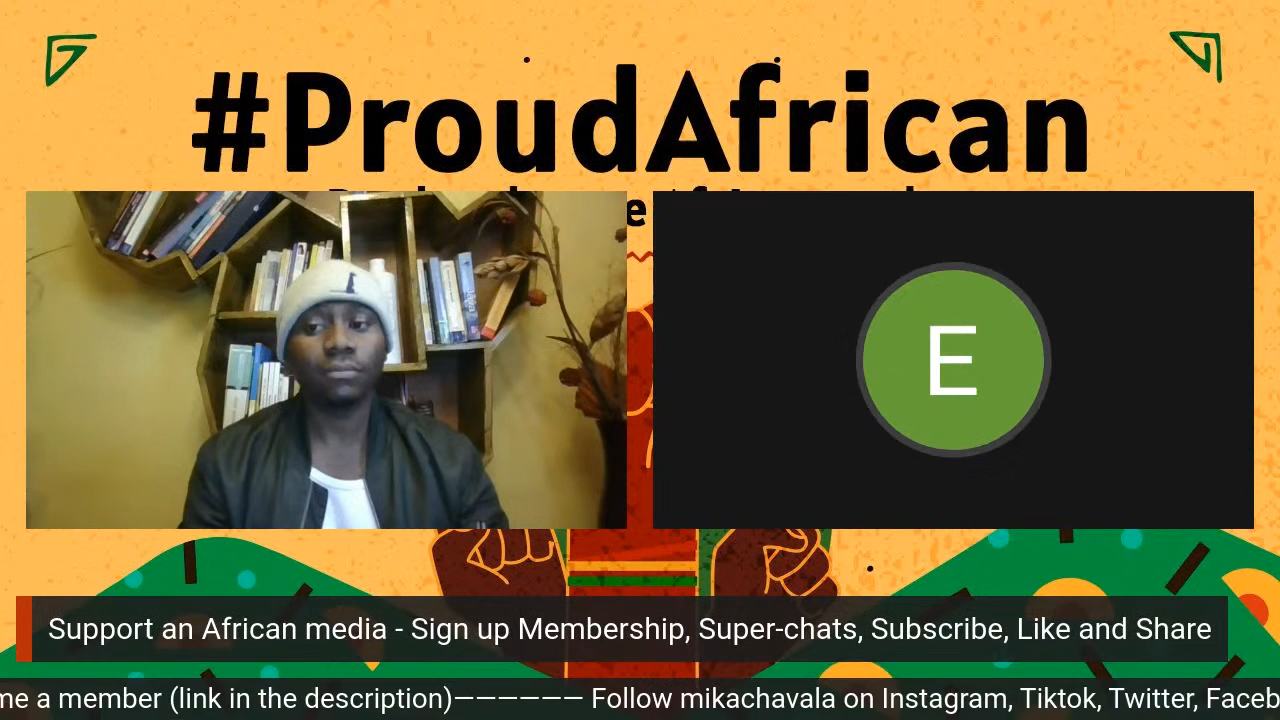 #ProudAfrican
e
E
Support an African media - Sign up Membership, Super-chats, Subscribe, Like and Share
me a member (link in the description)—————— Follow mikachavala on Instagram, Tiktok, Twitter, Faceb